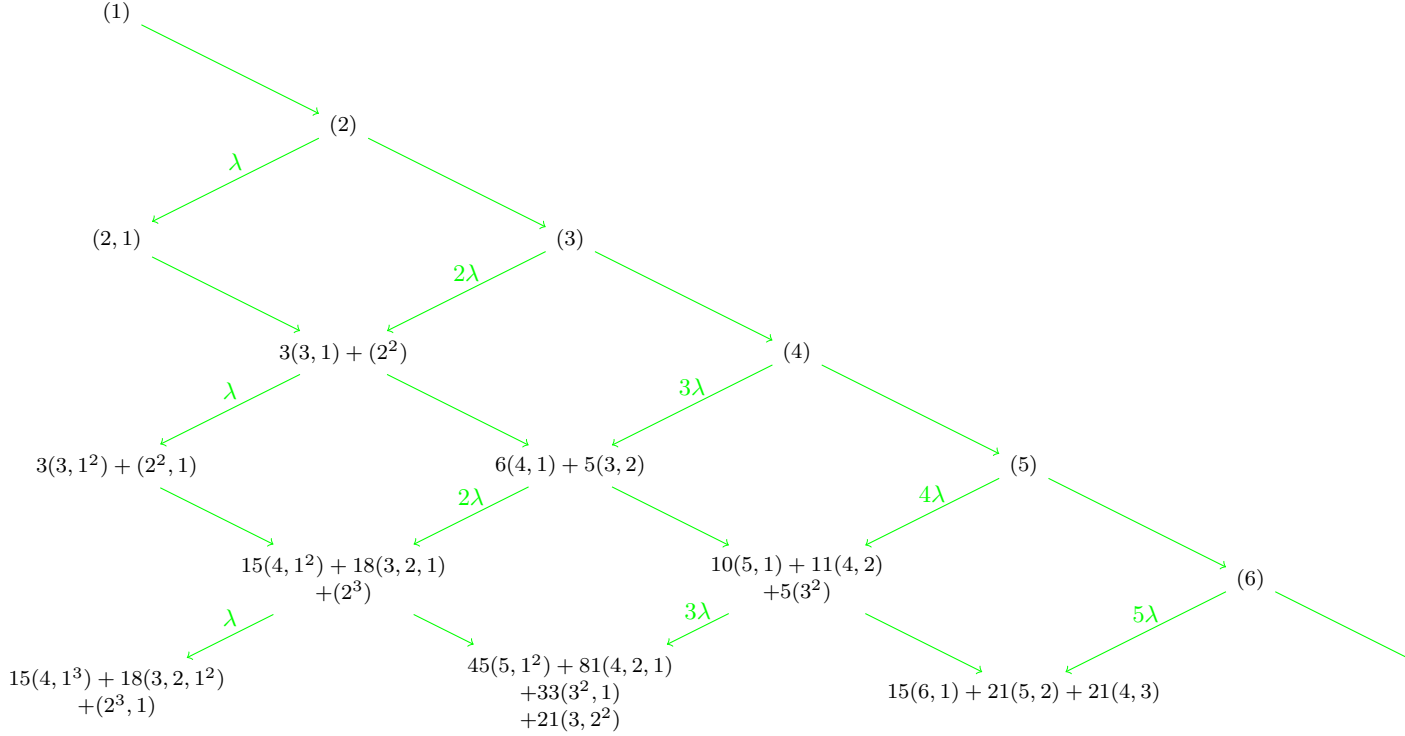 (1)
(2)
λ
(2, 1)
(3)
2λ
3(3, 1) + (2²)
(4)
λ
3λ
3(3, 1²) + (2², 1)
6(4, 1) + 5(3, 2)
(5)
2λ
4λ
15(4, 1²) + 18(3, 2, 1)
+(2³)
10(5, 1) + 11(4, 2)
+5(3²)
(6)
λ
3λ
5λ
15(4, 1³) + 18(3, 2, 1²)
+(2³, 1)
45(5, 1²) + 81(4, 2, 1)
+33(3², 1)
+21(3, 2²)
15(6, 1) + 21(5, 2) + 21(4, 3)